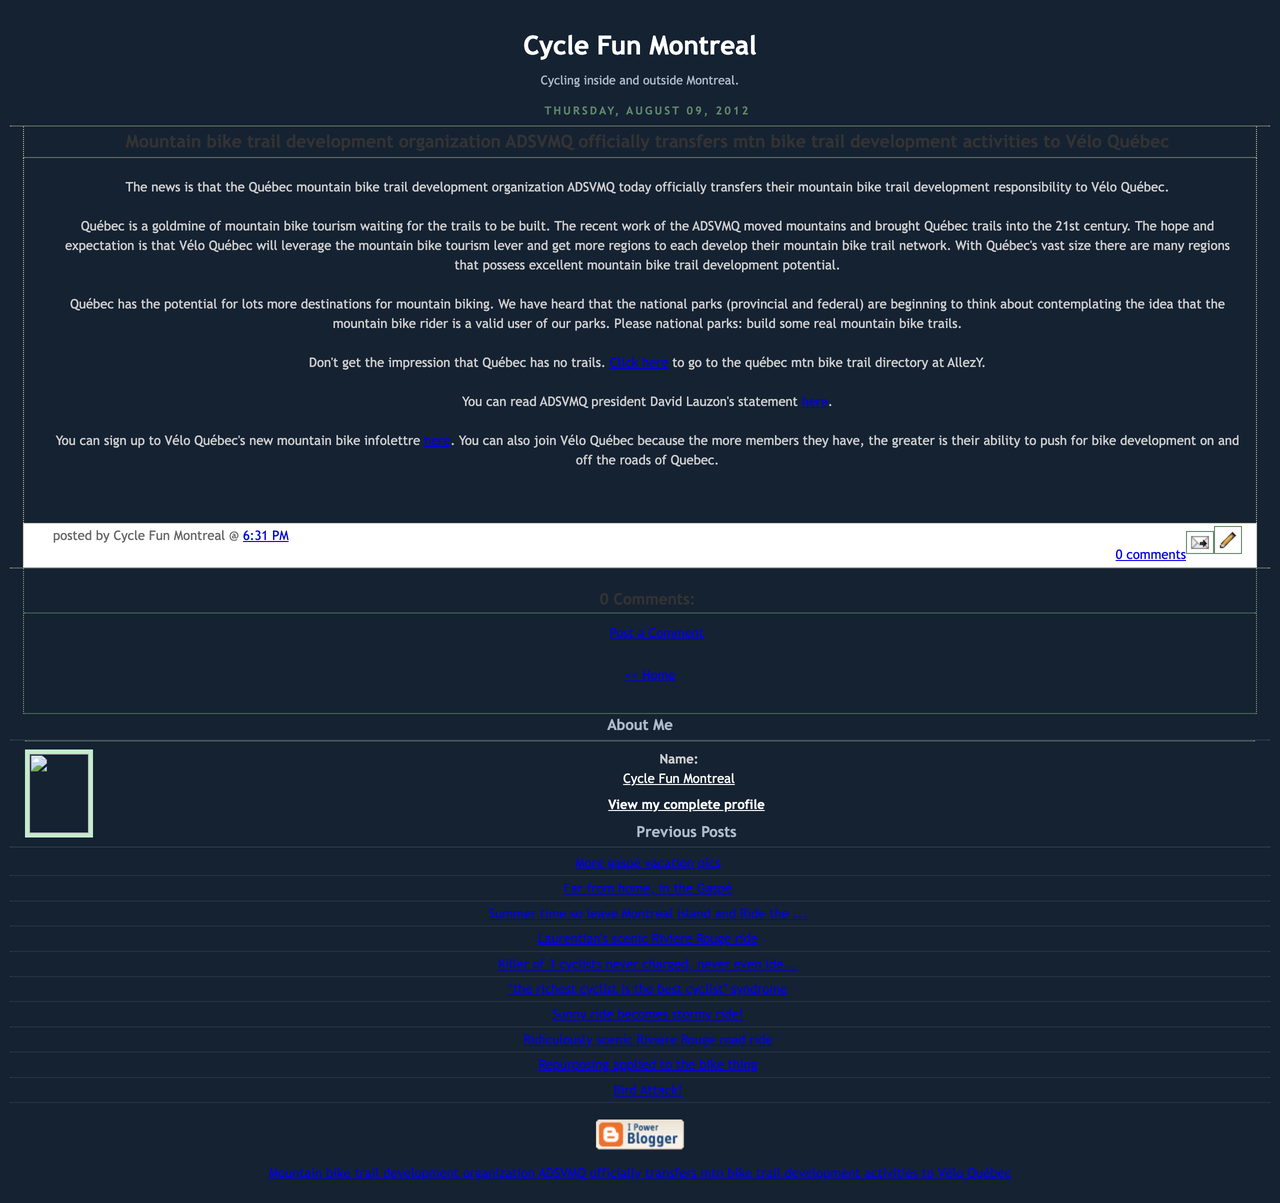 Cycle Fun Montreal
Cycling inside and outside Montreal.
THURSDAY, AUGUST 09, 2012
Mountain bike trail development organization ADSVMQ officially transfers mtn bike trail development activities to Vélo Québec
The news is that the Québec mountain bike trail development organization ADSVMQ today officially transfers their mountain bike trail development responsibility to Vélo Québec.
Québec is a goldmine of mountain bike tourism waiting for the trails to be built. The recent work of the ADSVMQ moved mountains and brought Québec trails into the 21st century. The hope and
expectation is that Vélo Québec will leverage the mountain bike tourism lever and get more regions to each develop their mountain bike trail network. With Québec's vast size there are many regions
that possess excellent mountain bike trail development potential.
Québec has the potential for lots more destinations for mountain biking. We have heard that the national parks (provincial and federal) are beginning to think about contemplating the idea that the
mountain bike rider is a valid user of our parks. Please national parks: build some real mountain bike trails.
Don't get the impression that Québec has no trails. Click here to go to the québec mtn bike trail directory at AllezY.
You can read ADSVMQ president David Lauzon's statement here.
You can sign up to Vélo Québec's new mountain bike infolettre here. You can also join Vélo Québec because the more members they have, the greater is their ability to push for bike development on and
off the roads of Quebec.
posted by Cycle Fun Montreal @ 6:31 PM
0 comments
0 Comments:
Post a Comment
<< Home
About Me
Name:
Cycle Fun Montreal
View my complete profile
Previous Posts
More gaspé vacation pics
Far from home, in the Gaspé
Summer time so leave Montreal island and Ride the ...
Laurentian's scenic Riviere Rouge ride
Killer of 3 cyclists never charged, never even ide...
"the richest cyclist is the best cyclist" syndrome
Sunny ride becomes stormy ride!
Ridiculously scenic Riviere Rouge road ride
Repurposing applied to the bike thing
Bird Attack!
I Power
Blogger
Mountain bike trail development organization ADSVMQ officially transfers mtn bike trail development activities to Vélo Québec